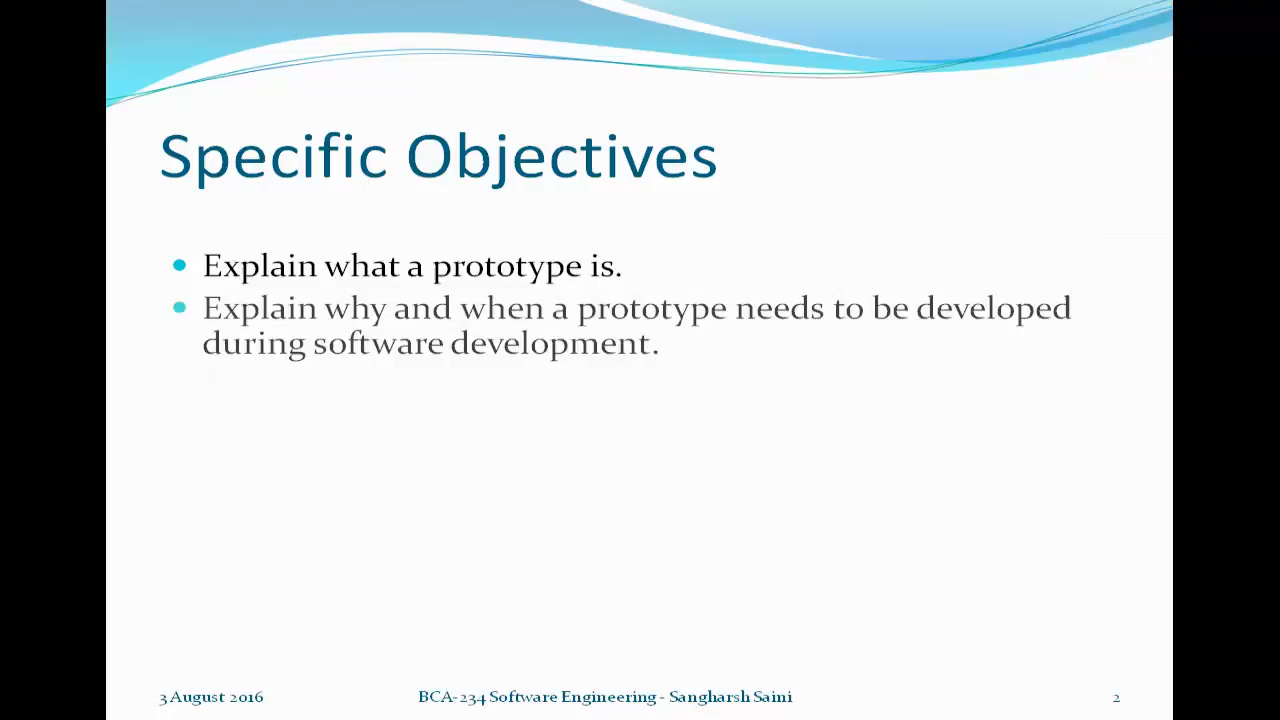 Specific Objectives
• Explain what a prototype is.
• Explain why and when a prototype needs to be developed
during software development.
3 August 2016 BCA-234 Software Engineering - Sangharsh Saini 2